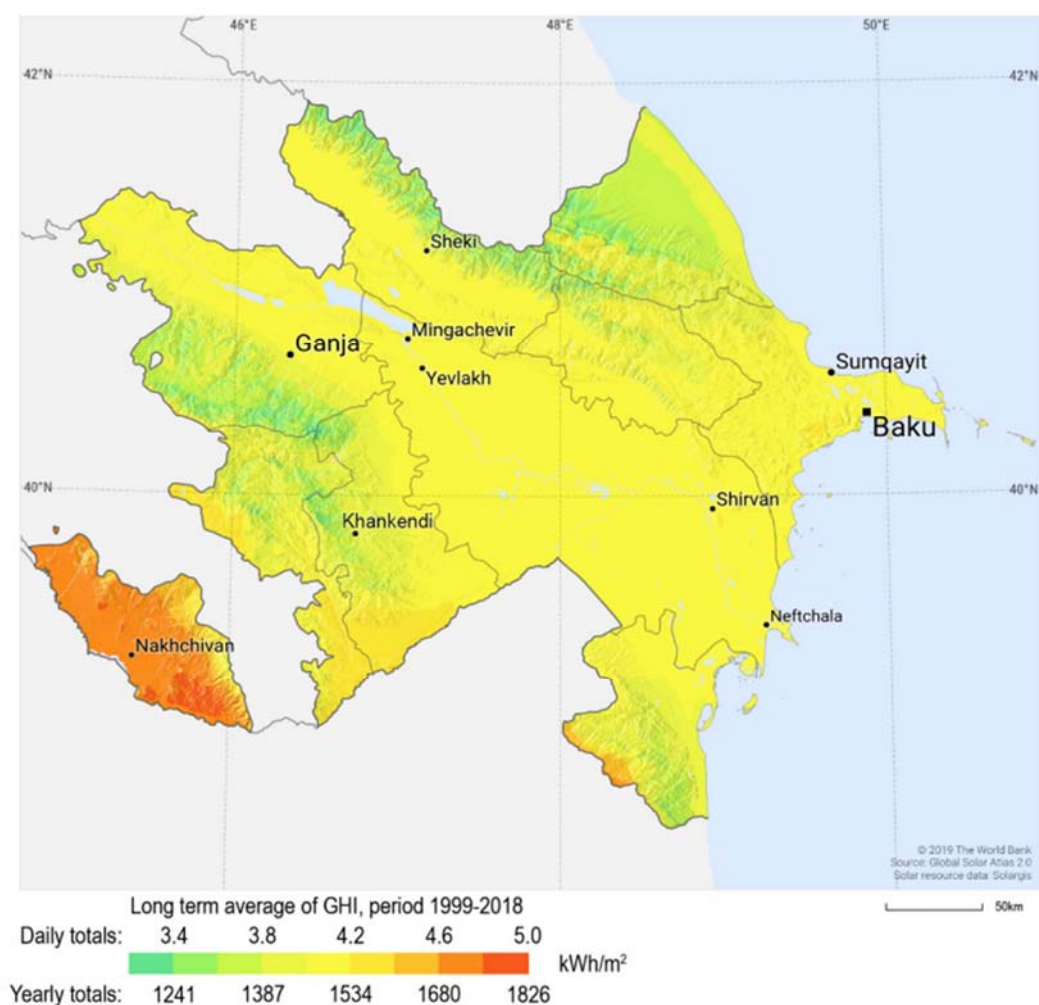 46°E 48°E 50°E
42°N 42°N
Sheki
Mingachevir
Ganja
Yevlakh
Sumqayit
Baku
40°N 40°N
Shirvan
Khankendi
Neftchala
Nakhchivan
© 2019 The World Bank
Source: Global Solar Atlas 2.0
Solar resource data: Solargis
Long term average of GHI, period 1999-2018
50km
Daily totals: 3.4 3.8 4.2 4.6 5.0
kWh/m²
Yearly totals: 1241 1387 1534 1680 1826